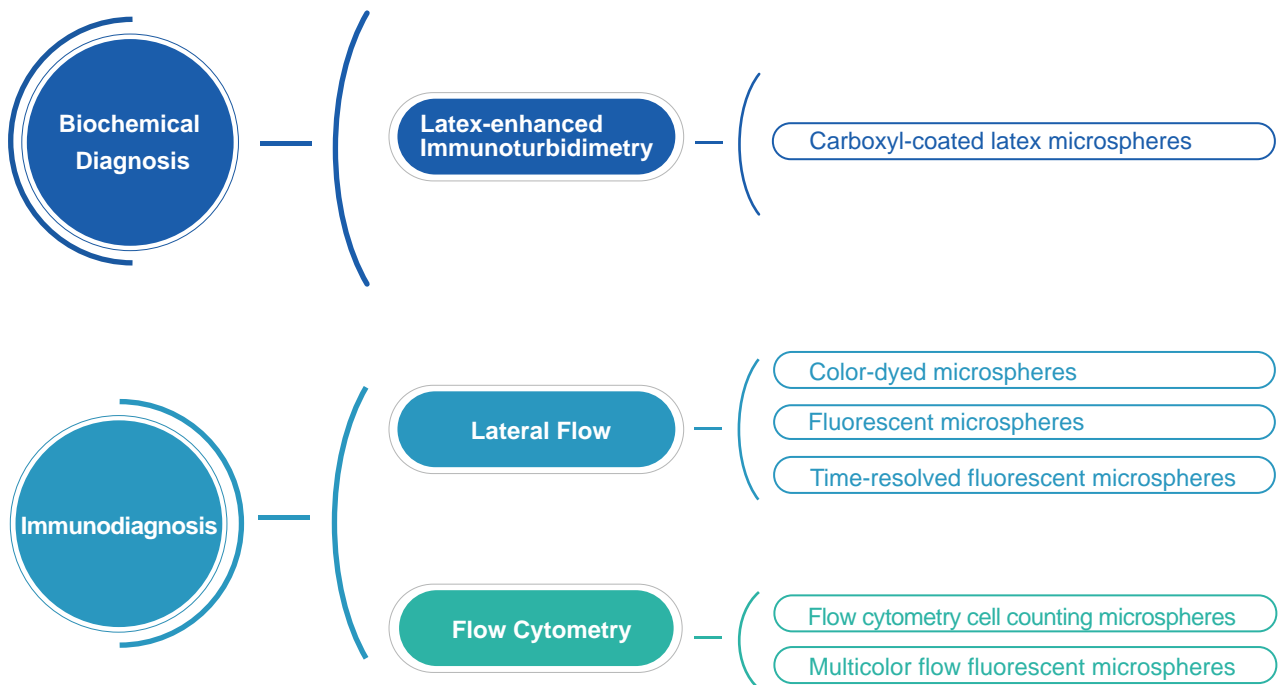 Biochemical
Diagnosis
Latex-enhanced
Immunoturbidimetry
Carboxyl-coated latex microspheres
Immunodiagnosis
Lateral Flow
Color-dyed microspheres
Fluorescent microspheres
Time-resolved fluorescent microspheres
Flow Cytometry
Flow cytometry cell counting microspheres
Multicolor flow fluorescent microspheres